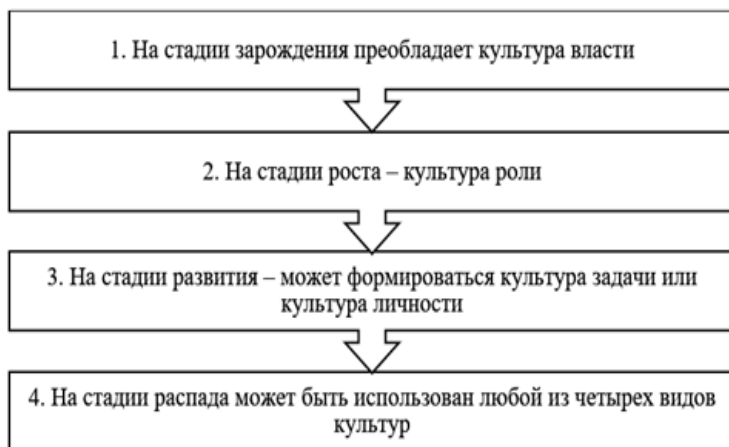 1. На стадии зарождения преобладает культура власти
2. На стадии роста – культура роли
3. На стадии развития – может формироваться культура задачи или
культура личности
4. На стадии распада может быть использован любой из четырех видов
культур